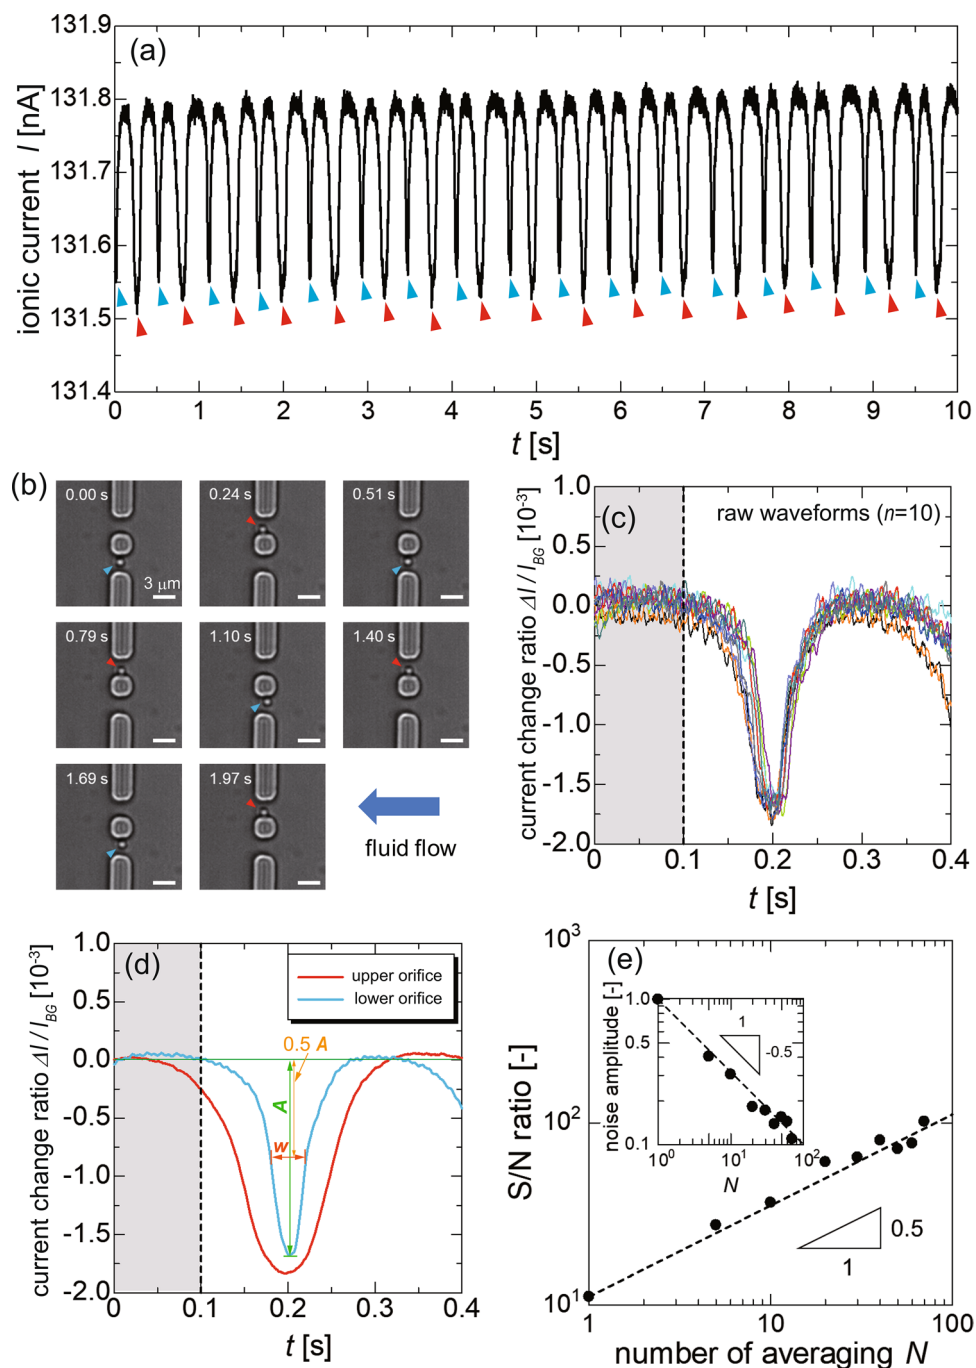 (a)
131.9
131.8
131.7
131.6
131.5
131.4
ionic current I [nA]
0 1 2 3 4 5 6 7 8 9 10
t [s]
(b)
0.00 s
3 μm
0.24 s
0.51 s
0.79 s
1.10 s
1.40 s
1.69 s
1.97 s
fluid flow
(c)
raw waveforms (n=10)
1.0
0.5
0.0
-0.5
-1.0
-1.5
-2.0
current change ratio ΔI / I_BG [10⁻³]
0 0.1 0.2 0.3 0.4
t [s]
(d)
upper orifice
lower orifice
1.0
0.5
0.0
-0.5
-1.0
-1.5
-2.0
current change ratio ΔI / I_BG [10⁻³]
0.5 A
A
w
0 0.1 0.2 0.3 0.4
t [s]
(e)
10³
10²
10¹
S/N ratio [-]
noise amplitude [-]
1.0
0.5
0.1
1
-0.5
10⁰ 10¹ 10²
N
0.5
1
1 10 100
number of averaging N